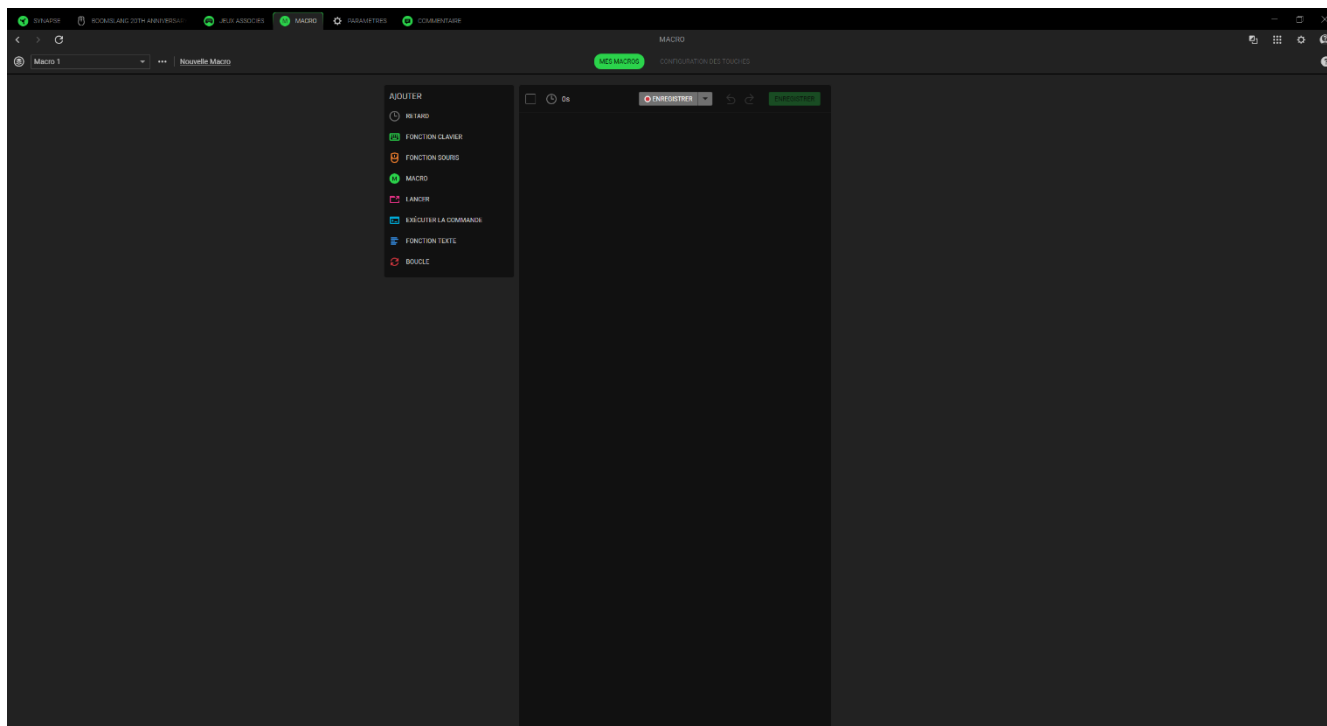 SYNAPSE
BOOMSLANG 20TH ANNIVERSAR
JEUX ASSOCIÉS
MACRO
PARAMÈTRES
COMMENTAIRE
MACRO
Macro 1
Nouvelle Macro
MES MACROS
CONFIGURATION DES TOUCHES
AJOUTER
RETARD
FONCTION CLAVIER
FONCTION SOURIS
MACRO
LANCER
EXÉCUTER LA COMMANDE
FONCTION TEXTE
BOUCLE
0s
ENREGISTRER
ENREGISTRER